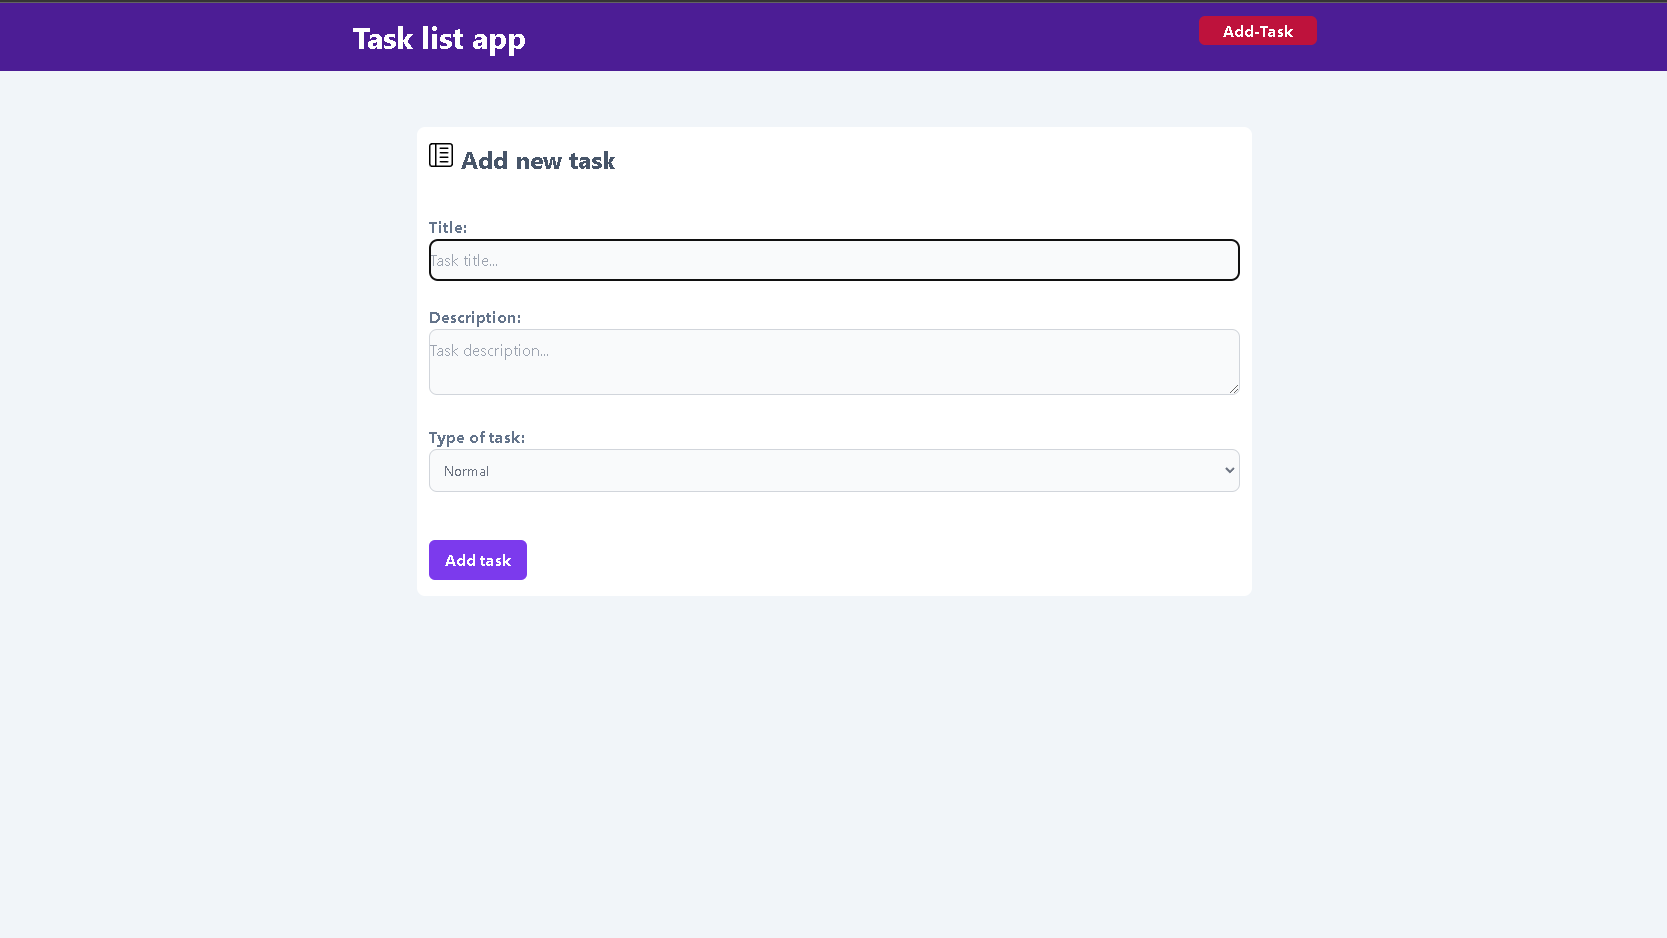 Task list app
Add-Task
Add new task
Title:
Task title...
Description:
Task description...
Type of task:
Normal
Add task